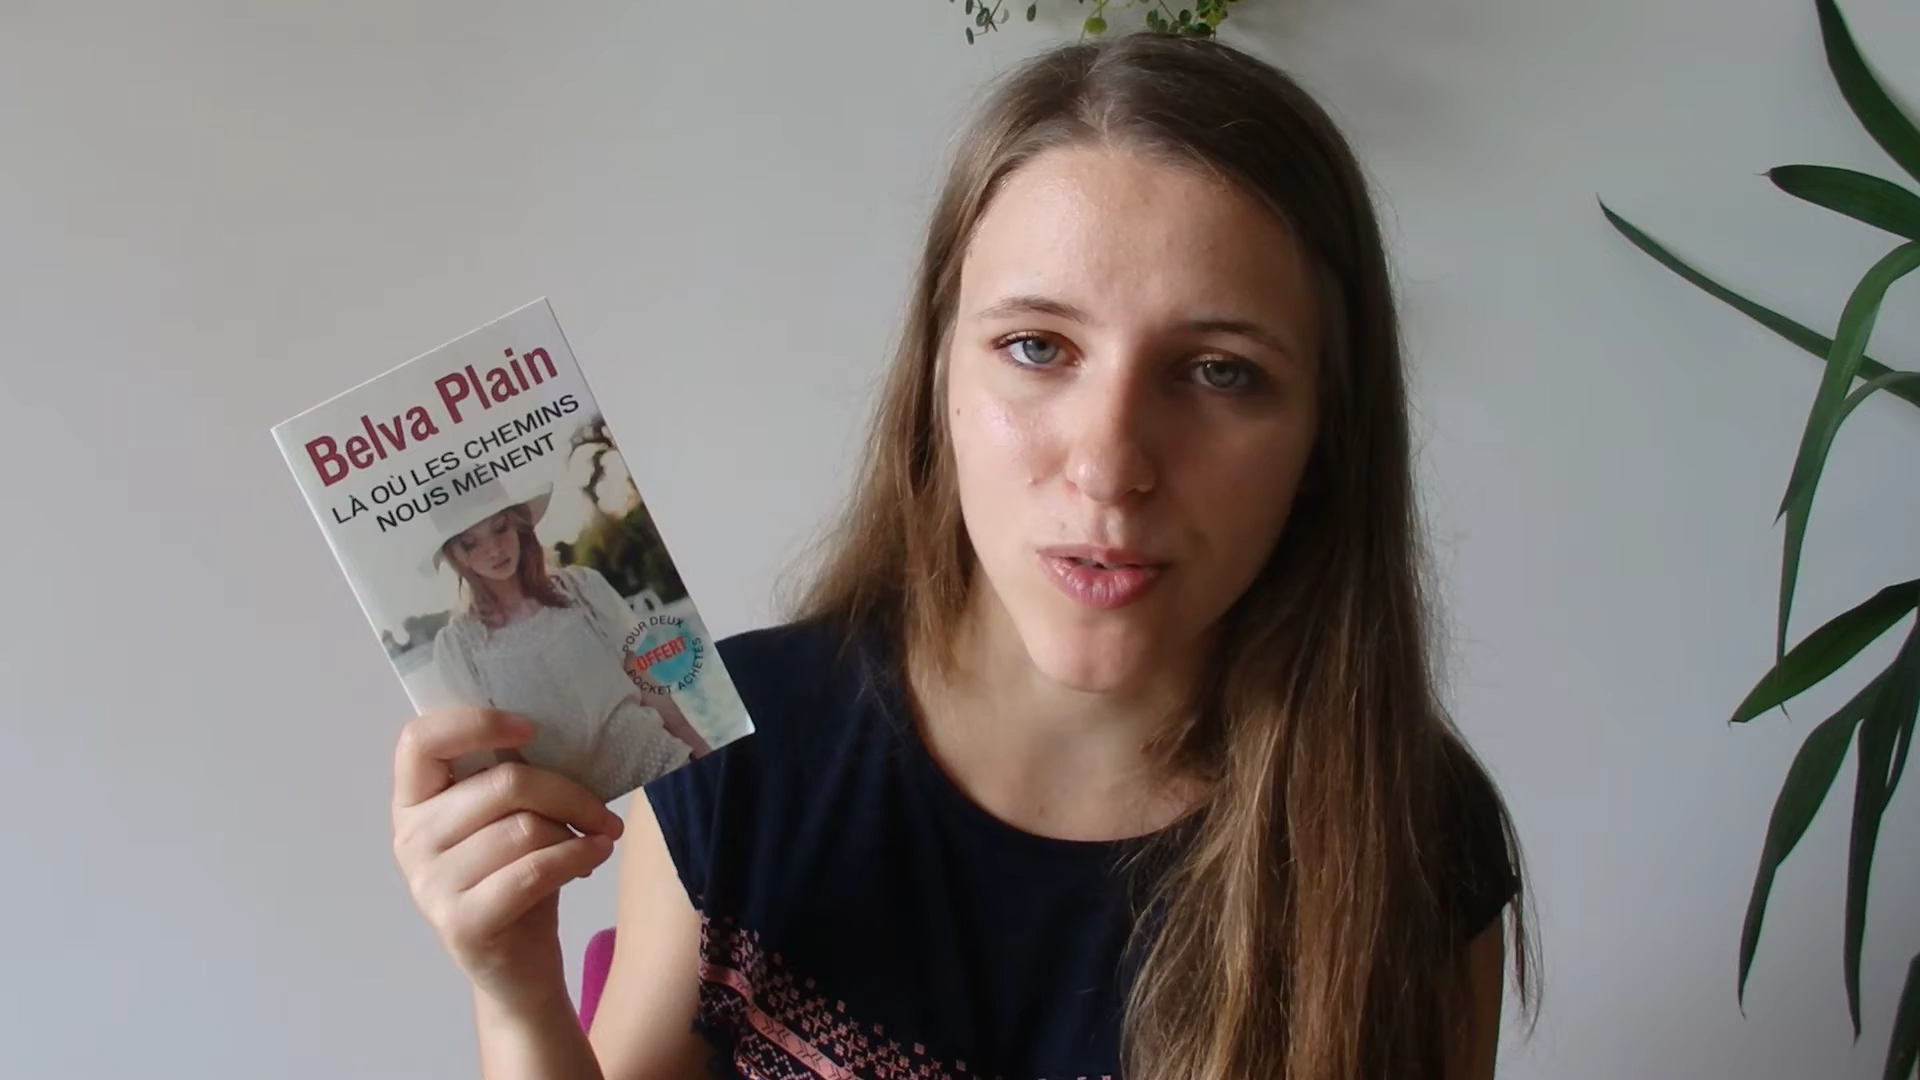 Belva Plain
LÀ OÙ LES CHEMINS
NOUS MÈNENT
POUR DEUX
OFFERT
POCKET ACHETÉS